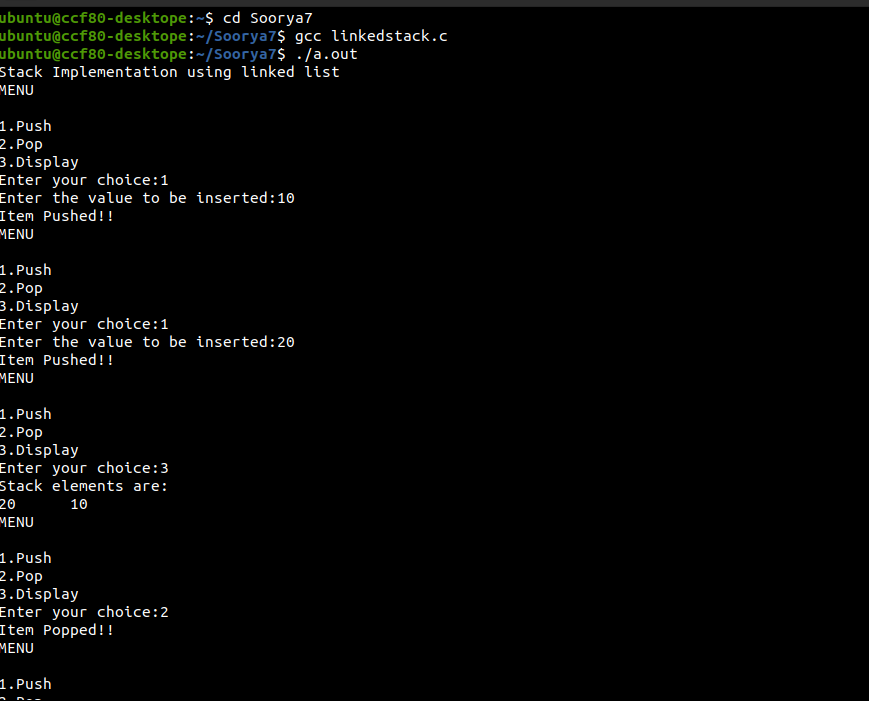 ubuntu@ccf80-desktope:~$ cd Soorya7
ubuntu@ccf80-desktope:~/Soorya7$ gcc linkedstack.c
ubuntu@ccf80-desktope:~/Soorya7$ ./a.out
Stack Implementation using linked list
MENU
1.Push
2.Pop
3.Display
Enter your choice:1
Enter the value to be inserted:10
Item Pushed!!
MENU
1.Push
2.Pop
3.Display
Enter your choice:1
Enter the value to be inserted:20
Item Pushed!!
MENU
1.Push
2.Pop
3.Display
Enter your choice:3
Stack elements are:
20      10
MENU
1.Push
2.Pop
3.Display
Enter your choice:2
Item Popped!!
MENU
1.Push